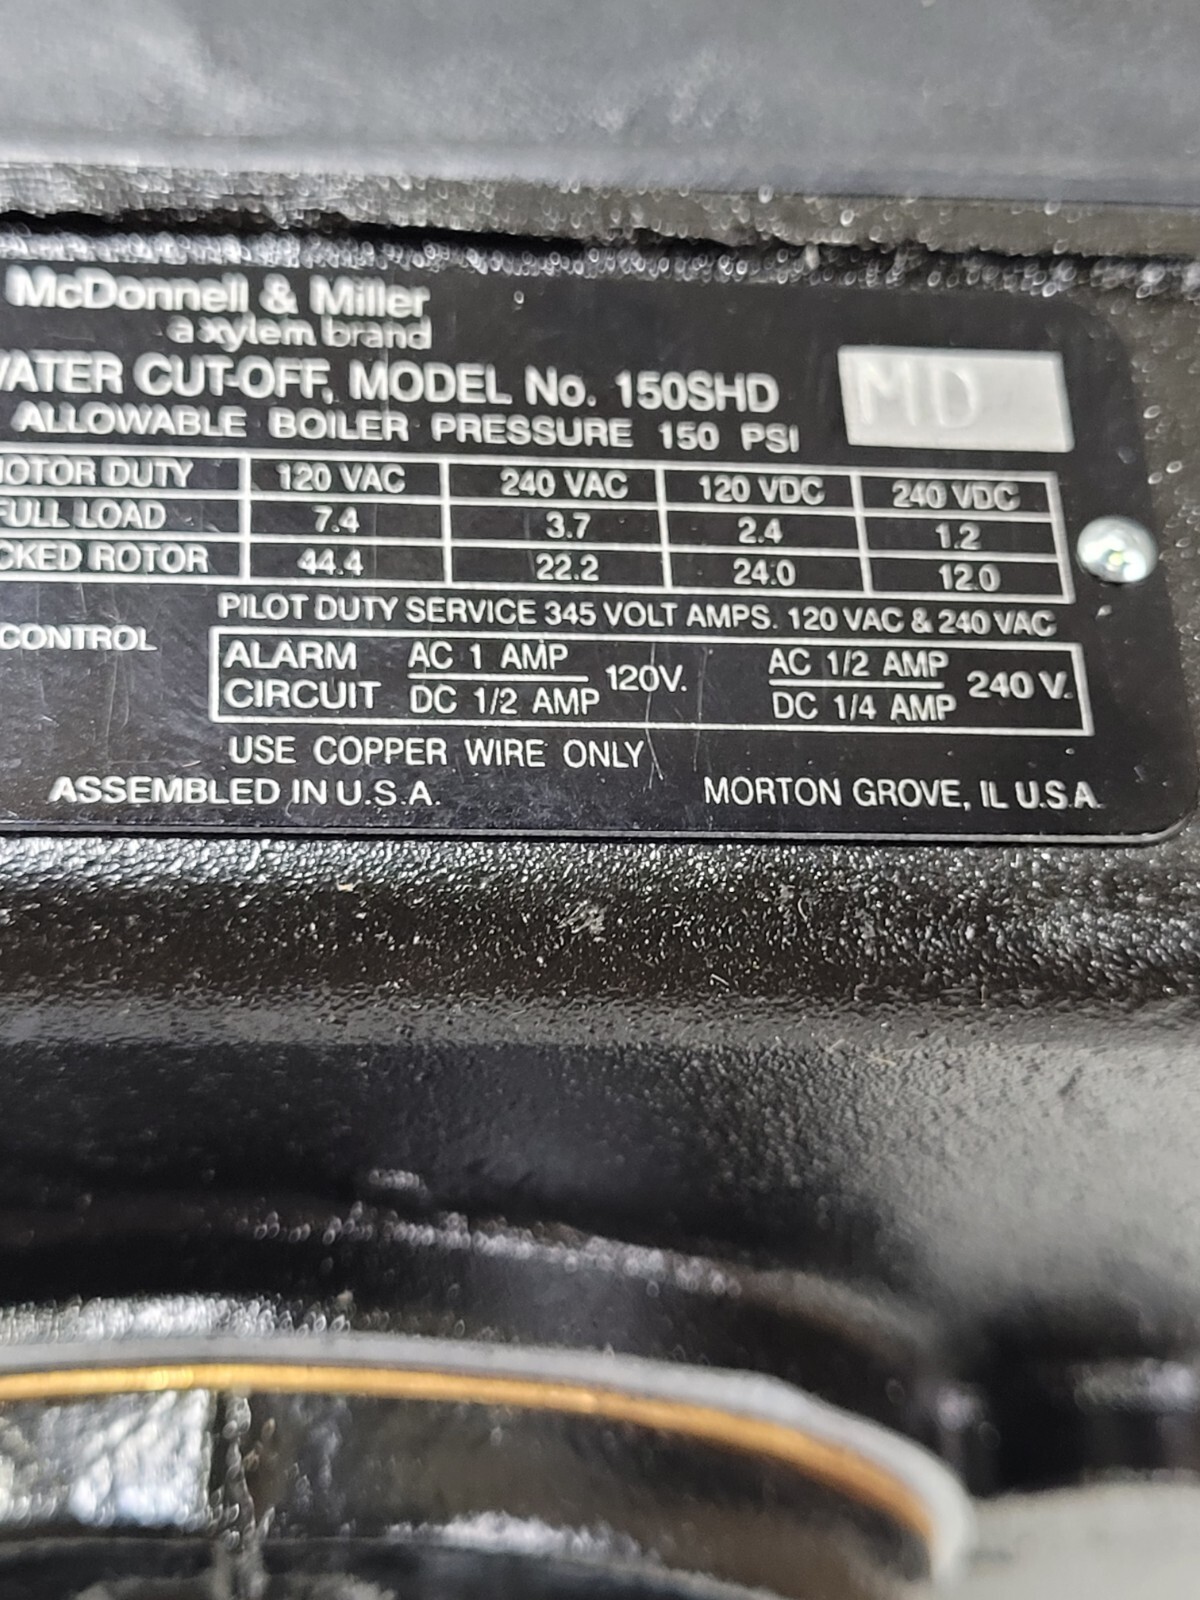 McDonnell & Miller
a xylem brand
WATER CUT-OFF, MODEL No. 150SHD
MD
ALLOWABLE BOILER PRESSURE 150 PSI
OTOR DUTY 120 VAC 240 VAC 120 VDC 240 VDC
FULL LOAD 7.4 3.7 2.4 1.2
CKED ROTOR 44.4 22.2 24.0 12.0
PILOT DUTY SERVICE 345 VOLT AMPS. 120 VAC & 240 VAC
CONTROL
ALARM CIRCUIT AC 1 AMP DC 1/2 AMP 120V. AC 1/2 AMP DC 1/4 AMP 240 V.
USE COPPER WIRE ONLY
ASSEMBLED IN U.S.A. MORTON GROVE, IL U.S.A.